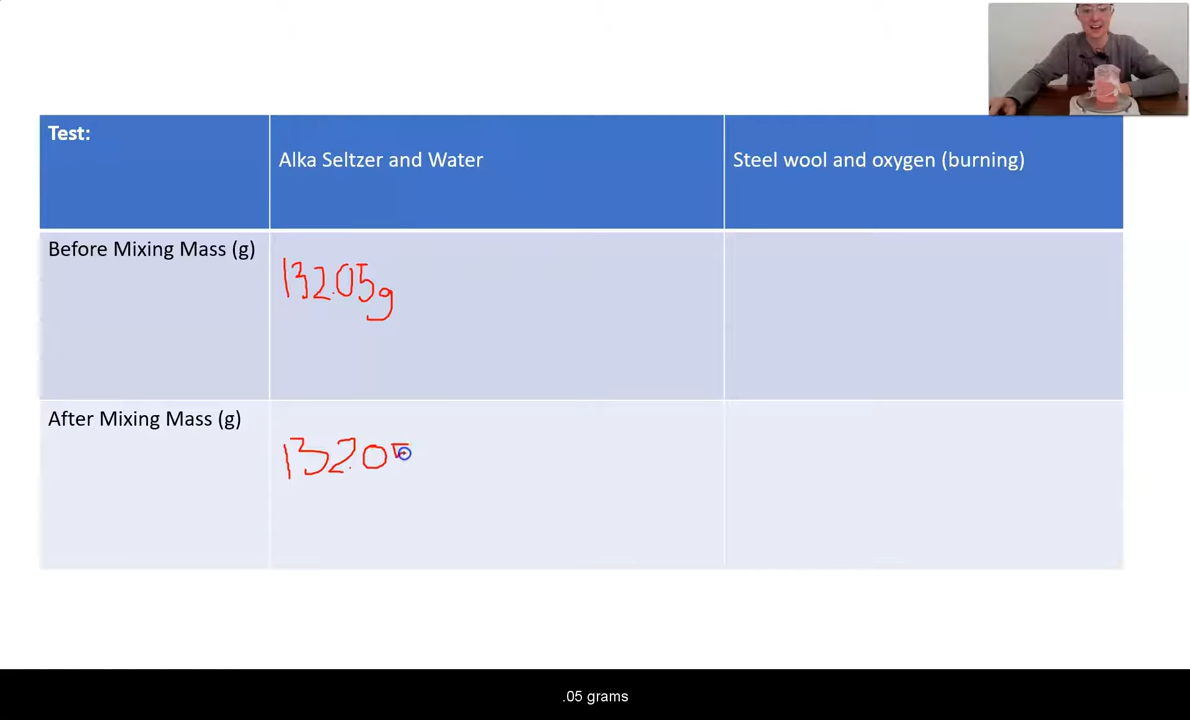 Test:
Alka Seltzer and Water
Steel wool and oxygen (burning)
Before Mixing Mass (g)
132.05g
After Mixing Mass (g)
132.05
.05 grams